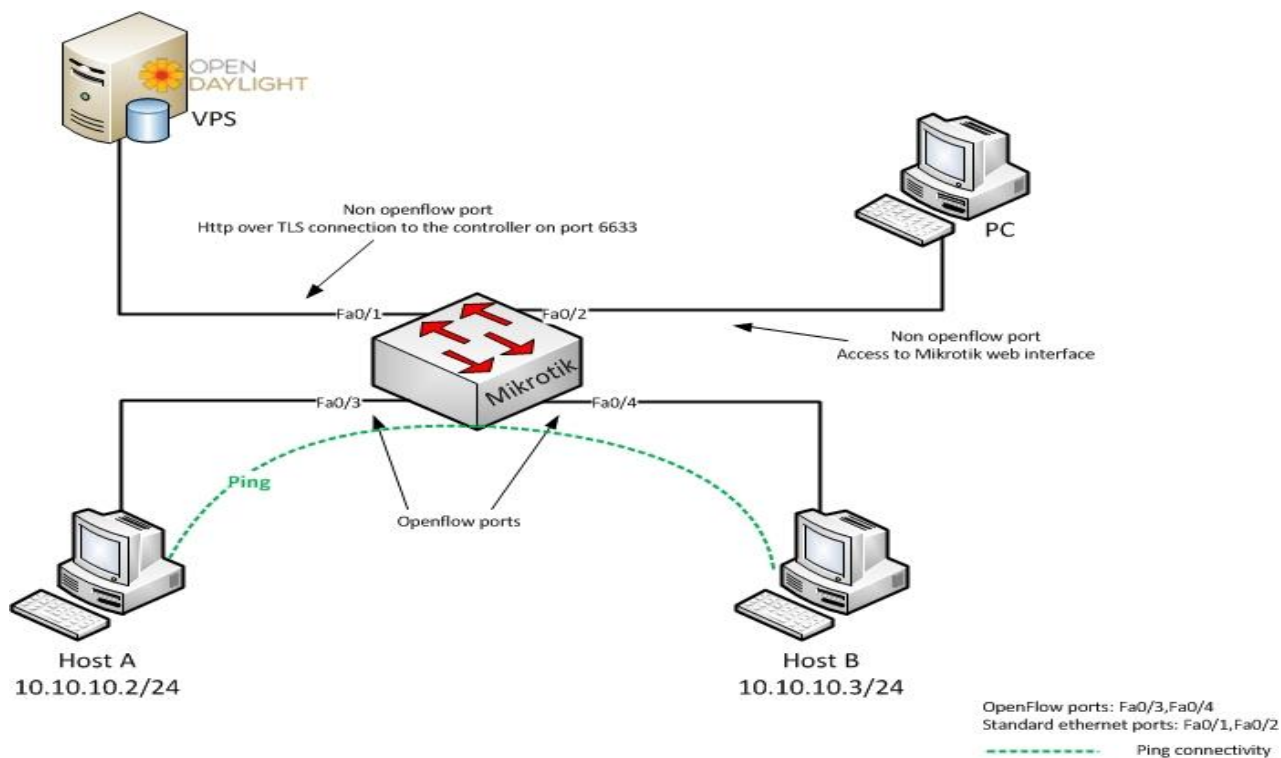 OPEN
DAYLIGHT
VPS
PC
Non openflow port
Http over TLS connection to the controller on port 6633
Fa0/1
Fa0/2
Non openflow port
Access to Mikrotik web interface
Mikrotik
Fa0/3
Fa0/4
Ping
Openflow ports
Host A
10.10.10.2/24
Host B
10.10.10.3/24
OpenFlow ports: Fa0/3,Fa0/4
Standard ethernet ports: Fa0/1,Fa0/2
Ping connectivity